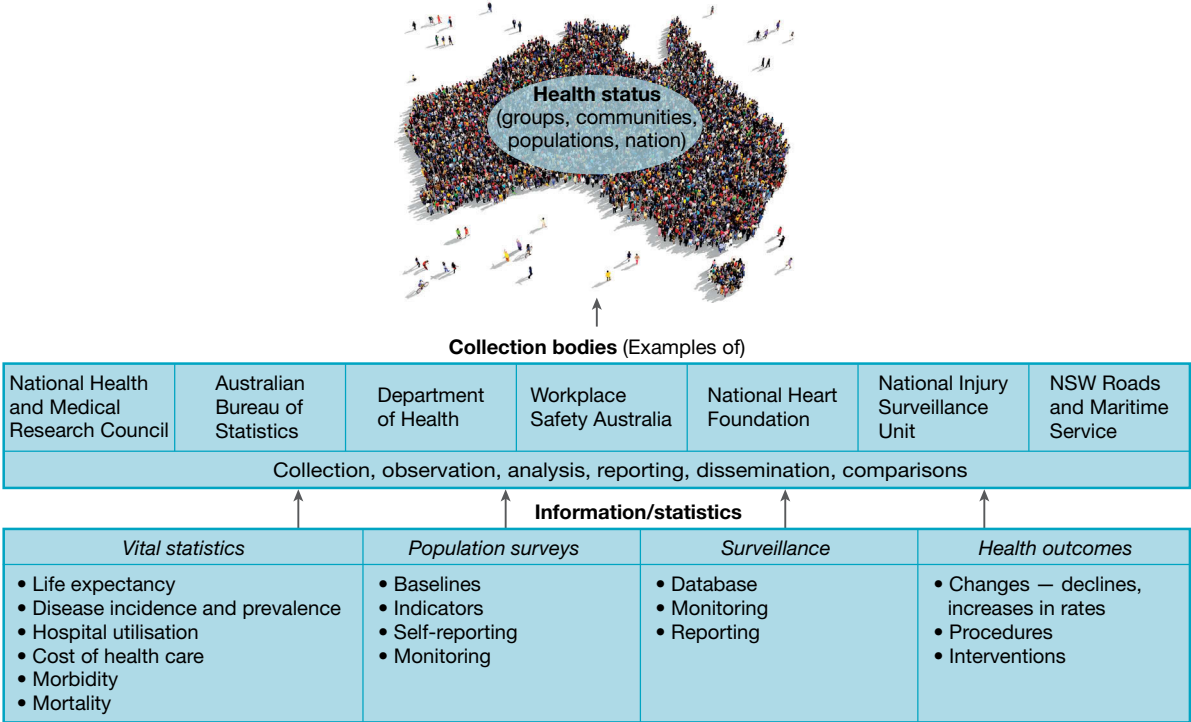 Health status
(groups, communities,
populations, nation)
Collection bodies (Examples of)
National Health
and Medical
Research Council
Australian
Bureau of
Statistics
Department
of Health
Workplace
Safety Australia
National Heart
Foundation
National Injury
Surveillance
Unit
NSW Roads
and Maritime
Service
Collection, observation, analysis, reporting, dissemination, comparisons
Information/statistics
Vital statistics
• Life expectancy
• Disease incidence and prevalence
• Hospital utilisation
• Cost of health care
• Morbidity
• Mortality
Population surveys
• Baselines
• Indicators
• Self-reporting
• Monitoring
Surveillance
• Database
• Monitoring
• Reporting
Health outcomes
• Changes — declines,
increases in rates
• Procedures
• Interventions